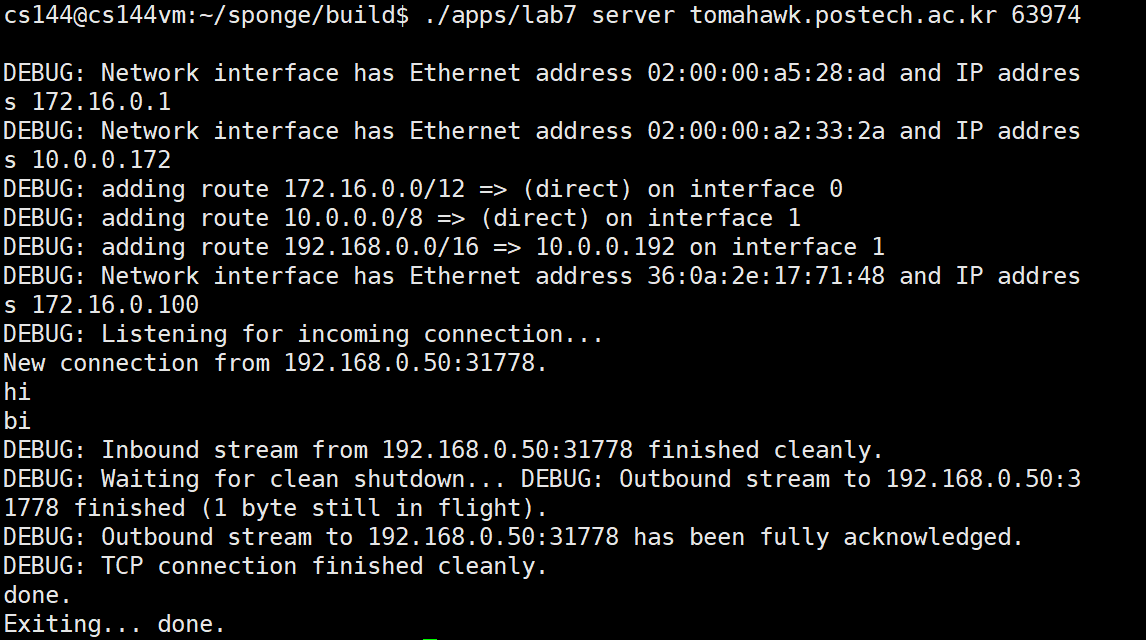 cs144@cs144vm:~/sponge/build$ ./apps/lab7 server tomahawk.postech.ac.kr 63974
DEBUG: Network interface has Ethernet address 02:00:00:a5:28:ad and IP addres
s 172.16.0.1
DEBUG: Network interface has Ethernet address 02:00:00:a2:33:2a and IP addres
s 10.0.0.172
DEBUG: adding route 172.16.0.0/12 => (direct) on interface 0
DEBUG: adding route 10.0.0.0/8 => (direct) on interface 1
DEBUG: adding route 192.168.0.0/16 => 10.0.0.192 on interface 1
DEBUG: Network interface has Ethernet address 36:0a:2e:17:71:48 and IP addres
s 172.16.0.100
DEBUG: Listening for incoming connection...
New connection from 192.168.0.50:31778.
hi
bi
DEBUG: Inbound stream from 192.168.0.50:31778 finished cleanly.
DEBUG: Waiting for clean shutdown... DEBUG: Outbound stream to 192.168.0.50:3
1778 finished (1 byte still in flight).
DEBUG: Outbound stream to 192.168.0.50:31778 has been fully acknowledged.
DEBUG: TCP connection finished cleanly.
done.
Exiting... done.